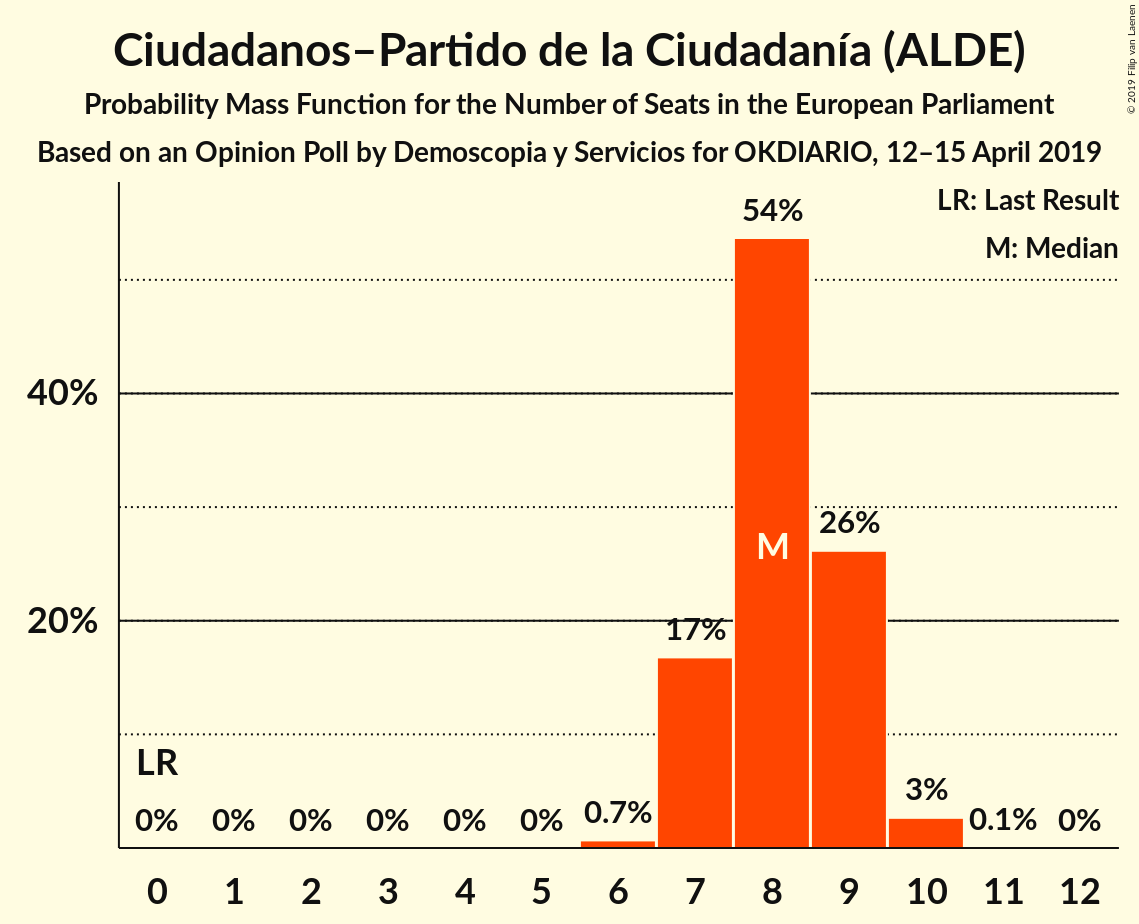 Ciudadanos–Partido de la Ciudadanía (ALDE)
Probability Mass Function for the Number of Seats in the European Parliament
Based on an Opinion Poll by Demoscopia y Servicios for OKDIARIO, 12–15 April 2019
© 2019 Filip van Laenen
LR: Last Result
M: Median
54%
40%
26%
M
20%
17%
LR
0% 0% 0% 0% 0% 0% 0.7% 3% 0.1% 0%
0 1 2 3 4 5 6 7 8 9 10 11 12